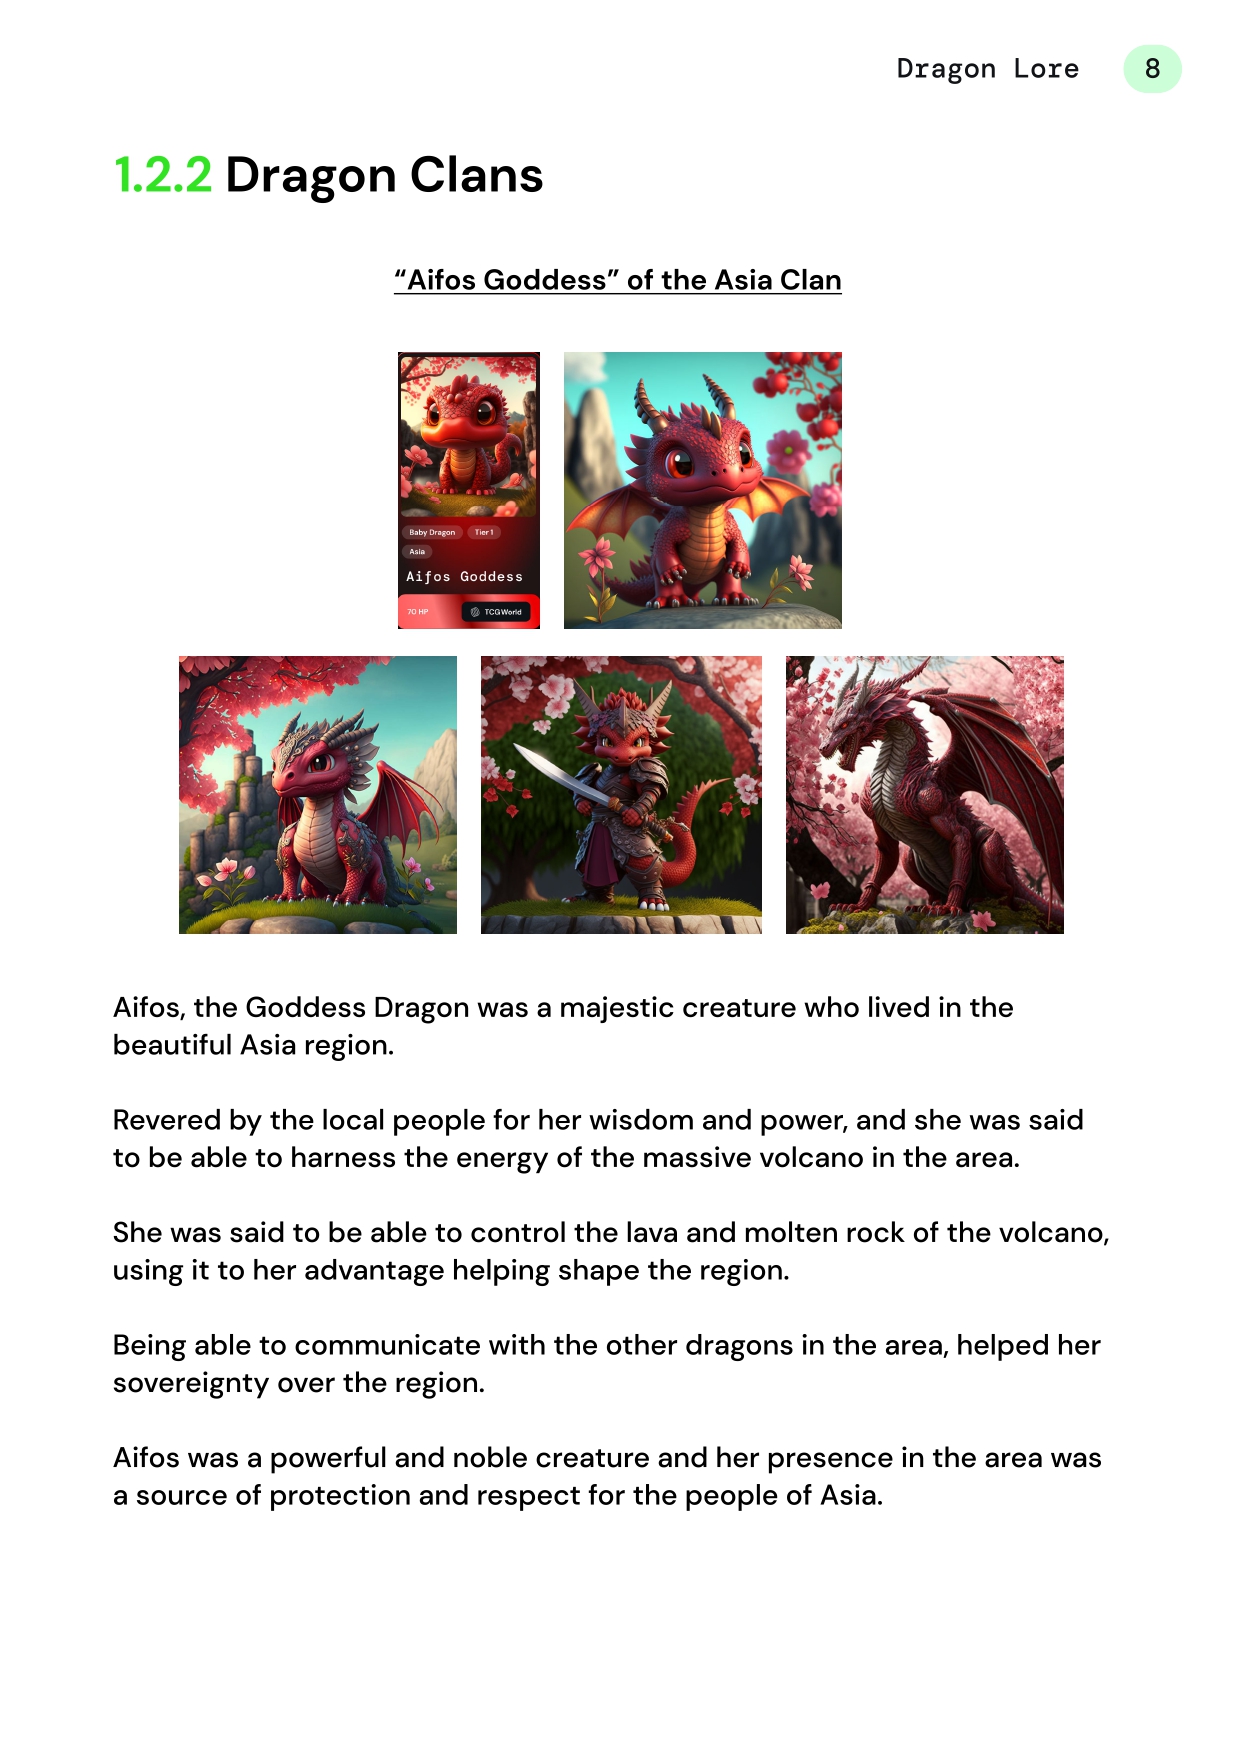 Dragon Lore 8
1.2.2 Dragon Clans
“Aifos Goddess” of the Asia Clan
Baby Dragon Tier 1
Asia
Aifos Goddess
70 HP TCGWorld
Aifos, the Goddess Dragon was a majestic creature who lived in the
beautiful Asia region.
Revered by the local people for her wisdom and power, and she was said
to be able to harness the energy of the massive volcano in the area.
She was said to be able to control the lava and molten rock of the volcano,
using it to her advantage helping shape the region.
Being able to communicate with the other dragons in the area, helped her
sovereignty over the region.
Aifos was a powerful and noble creature and her presence in the area was
a source of protection and respect for the people of Asia.